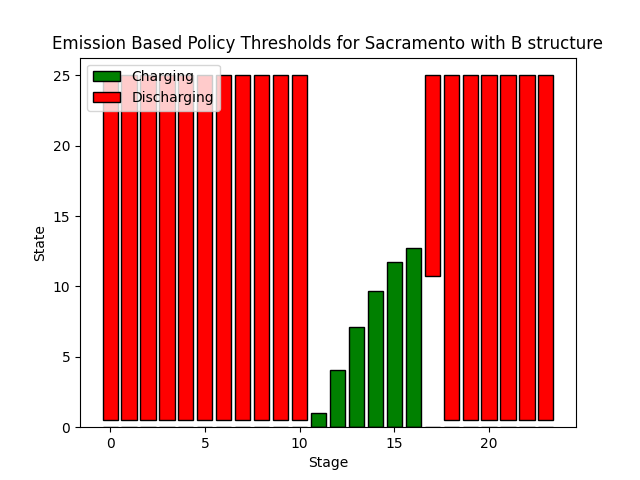 Emission Based Policy Thresholds for Sacramento with B structure
Charging
Discharging
25
20
15
10
5
0
State
0 5 10 15 20
Stage